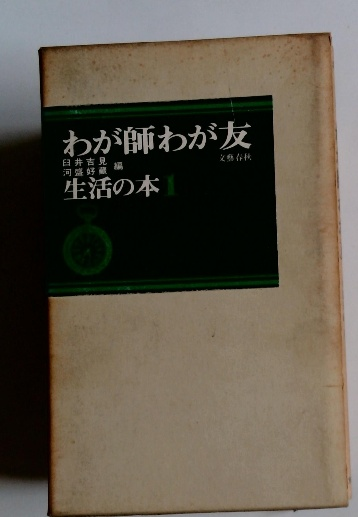 わが師わが友
文藝春秋
臼井吉見
河盛好蔵 編
生活の本 1